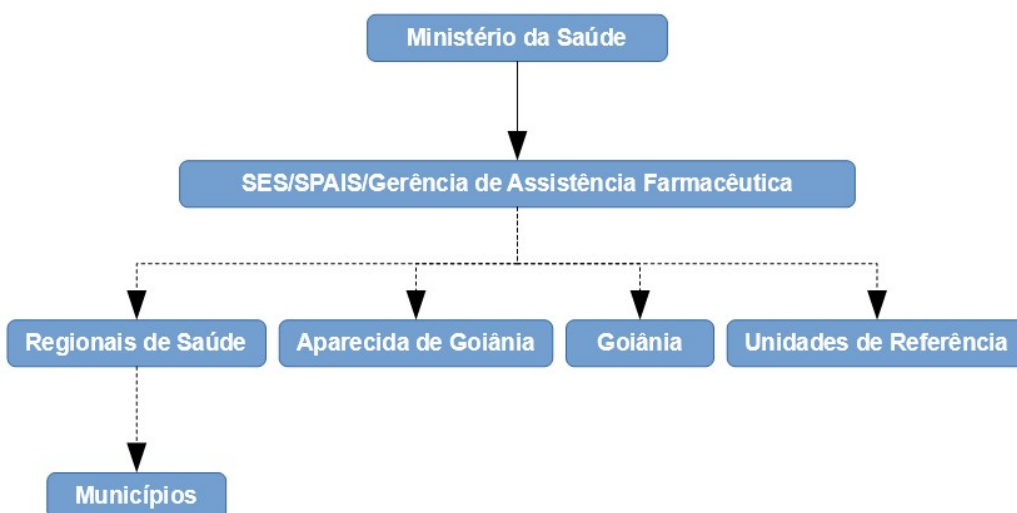 Ministério da Saúde
SES/SPAIS/Gerência de Assistência Farmacêutica
Regionais de Saúde
Aparecida de Goiânia
Goiânia
Unidades de Referência
Municípios